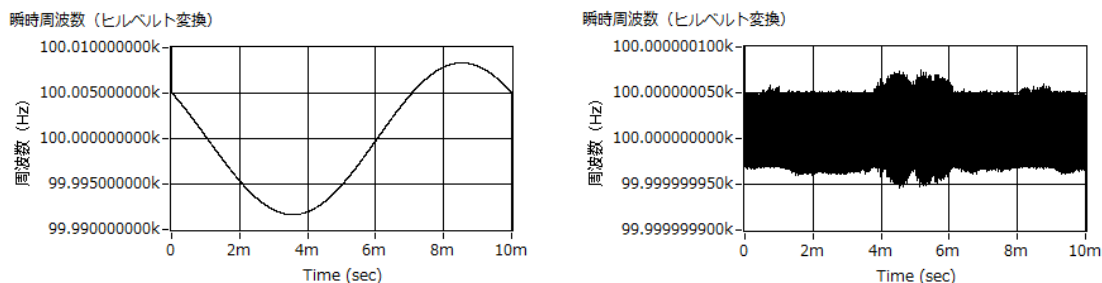 瞬時周波数（ヒルベルト変換）
周波数（Hz）
100.010000000k
100.005000000k
100.000000000k
99.995000000k
99.990000000k
0 2m 4m 6m 8m 10m
Time (sec)
瞬時周波数（ヒルベルト変換）
周波数（Hz）
100.000000100k
100.000000050k
100.000000000k
99.999999950k
99.999999900k
0 2m 4m 6m 8m 10m
Time (sec)